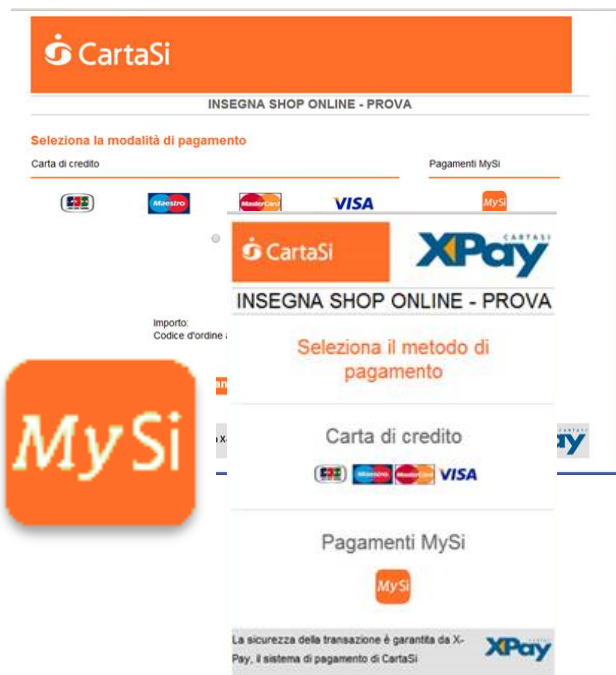 CartaSi
INSEGNA SHOP ONLINE - PROVA
Seleziona la modalità di pagamento
Carta di credito
Pagamenti MySi
JCB Maestro MasterCard VISA MySi
Importo:
Codice d'ordine
MySi
CartaSi
CARTASI
XPay
INSEGNA SHOP ONLINE - PROVA
Seleziona il metodo di
pagamento
Carta di credito
JCB Maestro MasterCard VISA
Pagamenti MySi
MySi
La sicurezza della transazione è garantita da X-
Pay, il sistema di pagamento di CartaSi
XPay